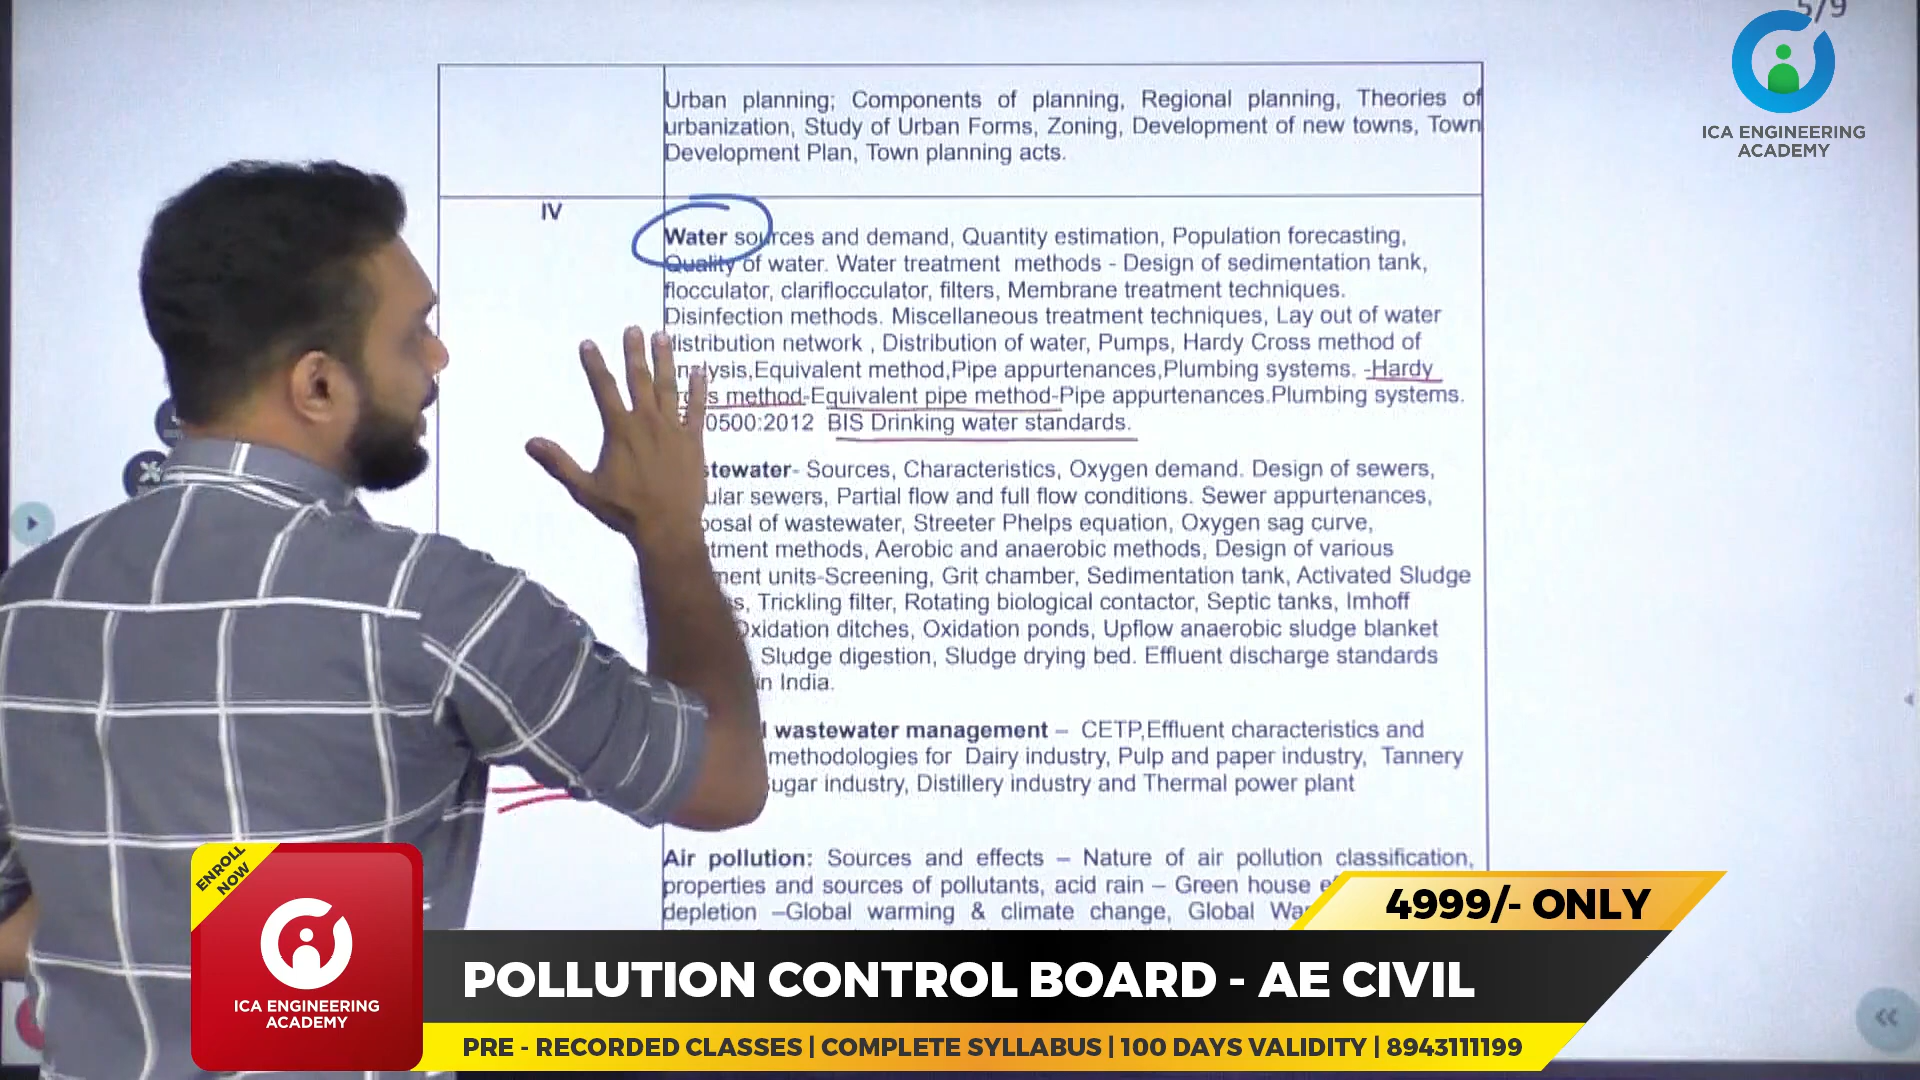 5/9
ICA ENGINEERING
ACADEMY
Urban planning; Components of planning, Regional planning, Theories of
urbanization, Study of Urban Forms, Zoning, Development of new towns, Town
Development Plan, Town planning acts.
IV
Water sources and demand, Quantity estimation, Population forecasting,
Quality of water. Water treatment methods - Design of sedimentation tank,
flocculator, clariflocculator, filters, Membrane treatment techniques.
Disinfection methods. Miscellaneous treatment techniques, Lay out of water
distribution network , Distribution of water, Pumps, Hardy Cross method of
analysis,Equivalent method,Pipe appurtenances,Plumbing systems. -Hardy
method-Equivalent pipe method-Pipe appurtenances.Plumbing systems.
0500:2012 BIS Drinking water standards.
tewater- Sources, Characteristics, Oxygen demand. Design of sewers,
ular sewers, Partial flow and full flow conditions. Sewer appurtenances,
posal of wastewater, Streeter Phelps equation, Oxygen sag curve,
tment methods, Aerobic and anaerobic methods, Design of various
ment units-Screening, Grit chamber, Sedimentation tank, Activated Sludge
s, Trickling filter, Rotating biological contactor, Septic tanks, Imhoff
Oxidation ditches, Oxidation ponds, Upflow anaerobic sludge blanket
Sludge digestion, Sludge drying bed. Effluent discharge standards
in India.
l wastewater management – CETP,Effluent characteristics and
methodologies for Dairy industry, Pulp and paper industry, Tannery
ugar industry, Distillery industry and Thermal power plant
Air pollution: Sources and effects – Nature of air pollution classification,
properties and sources of pollutants, acid rain – Green house
depletion –Global warming & climate change, Global
ENROLL
NOW
ICA ENGINEERING
ACADEMY
4999/- ONLY
POLLUTION CONTROL BOARD - AE CIVIL
PRE - RECORDED CLASSES | COMPLETE SYLLABUS | 100 DAYS VALIDITY | 8943111199